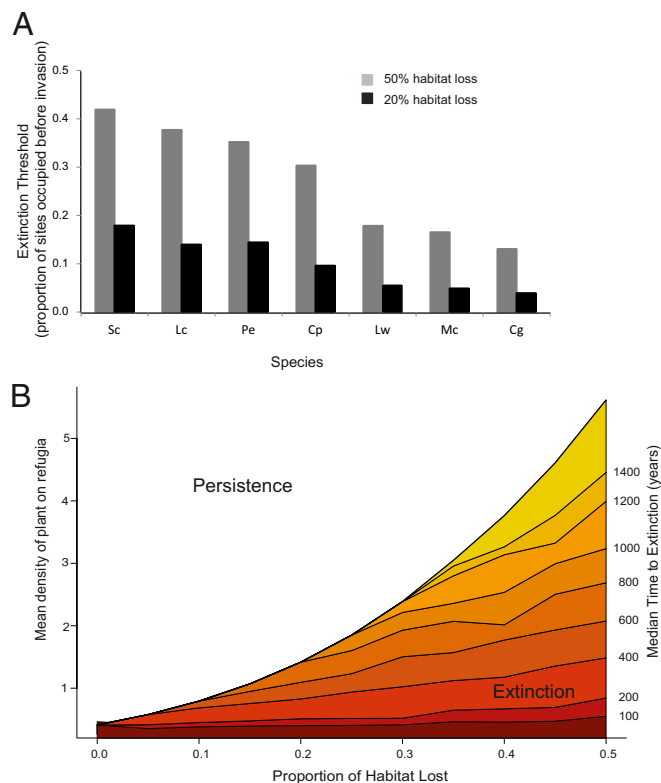 A
Extinction Threshold
(proportion of sites occupied before invasion)
0.5
0.4
0.3
0.2
0.1
0.0
50% habitat loss
20% habitat loss
Sc Lc Pe Cp Lw Mc Cg
Species
B
Mean density of plant on refugia
5
4
3
2
1
Persistence
Extinction
1400
1200
1000
800
600
400
200
100
Median Time to Extinction (years)
0.0 0.1 0.2 0.3 0.4 0.5
Proportion of Habitat Lost